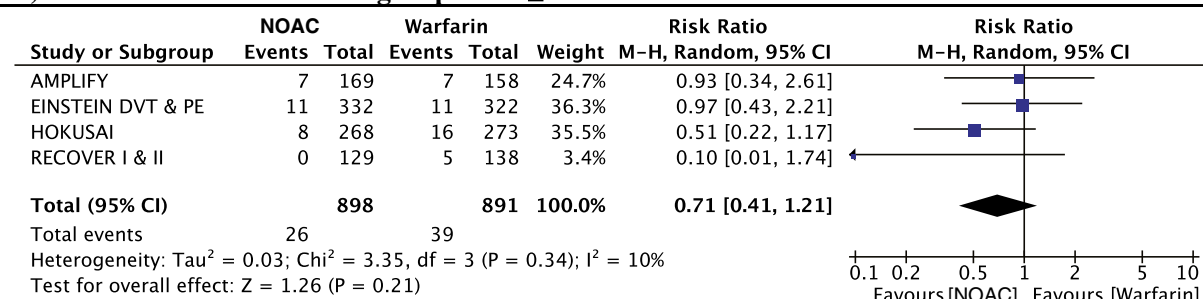 NOAC Warfarin Risk Ratio Risk Ratio
Study or Subgroup Events Total Events Total Weight M-H, Random, 95% CI M-H, Random, 95% CI
AMPLIFY 7 169 7 158 24.7% 0.93 [0.34, 2.61]
EINSTEIN DVT & PE 11 332 11 322 36.3% 0.97 [0.43, 2.21]
HOKUSAI 8 268 16 273 35.5% 0.51 [0.22, 1.17]
RECOVER I & II 0 129 5 138 3.4% 0.10 [0.01, 1.74]
Total (95% CI) 898 891 100.0% 0.71 [0.41, 1.21]
Total events 26 39
Heterogeneity: Tau² = 0.03; Chi² = 3.35, df = 3 (P = 0.34); I² = 10%
Test for overall effect: Z = 1.26 (P = 0.21)
0.1 0.2 0.5 1 2 5 10
Favours [NOAC] Favours [Warfarin]